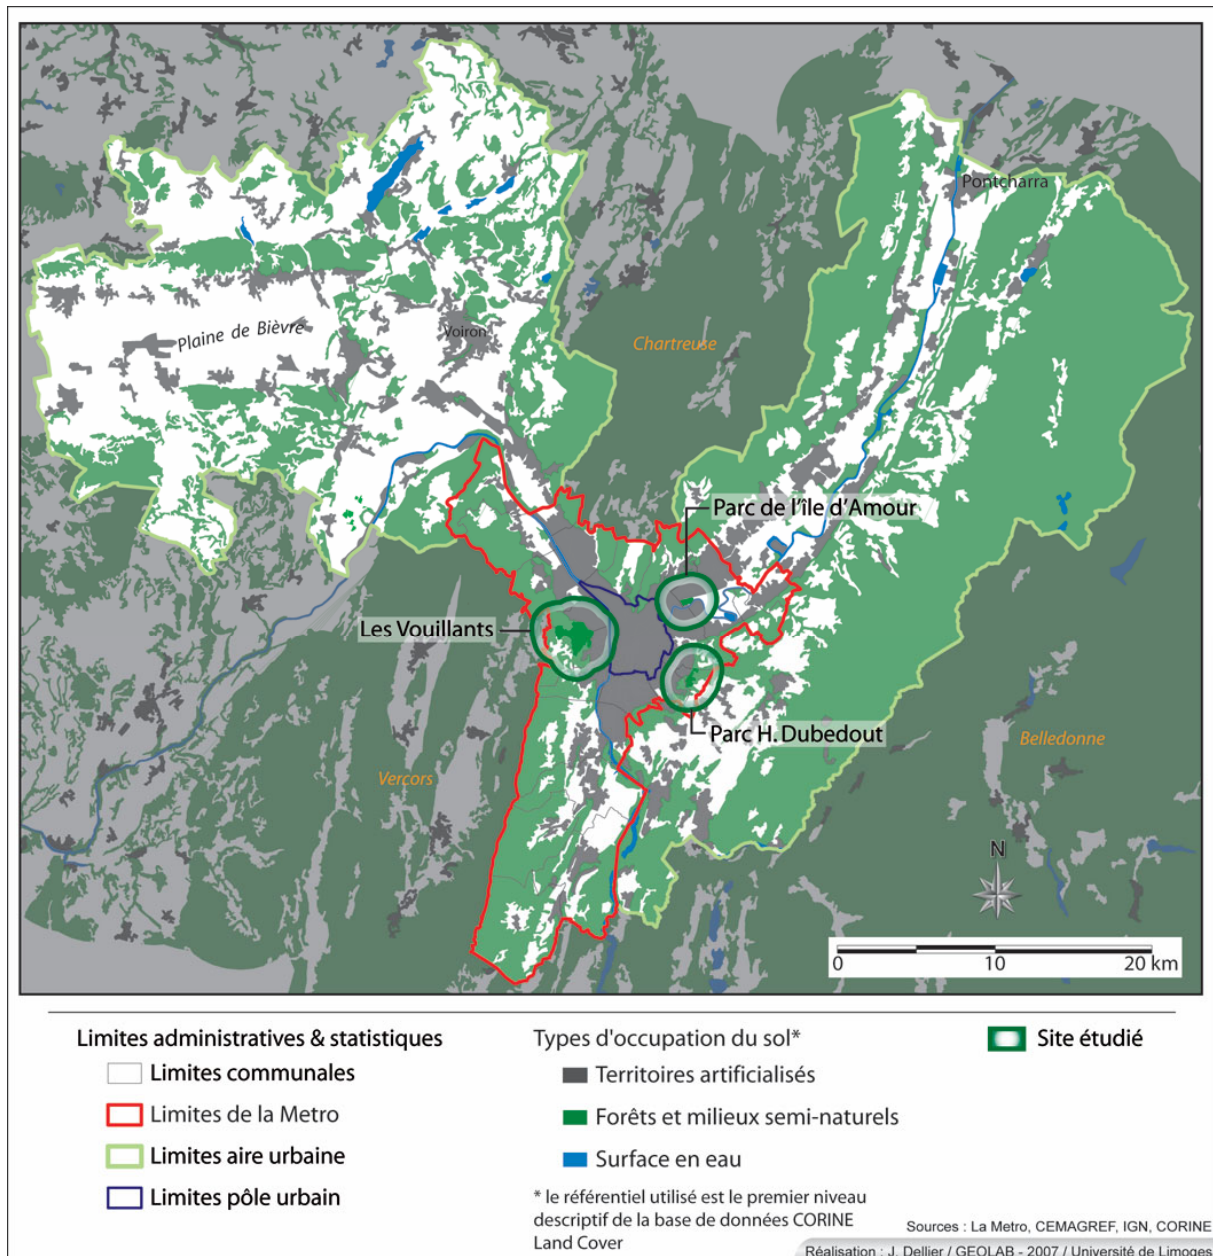 Pontcharra
Plaine de Bièvre
Voiron
Chartreuse
Parc de l'île d'Amour
Les Vouillants
Parc H. Dubedout
Vercors
Belledonne
N
0 10 20 km
Limites administratives & statistiques
Limites communales
Limites de la Metro
Limites aire urbaine
Limites pôle urbain
Types d'occupation du sol*
Territoires artificialisés
Forêts et milieux semi-naturels
Surface en eau
* le référentiel utilisé est le premier niveau
descriptif de la base de données CORINE
Land Cover
Site étudié
Sources : La Metro, CEMAGREF, IGN, CORINE
Réalisation : J. Dellier / GEOLAB - 2007 / Université de Limoges